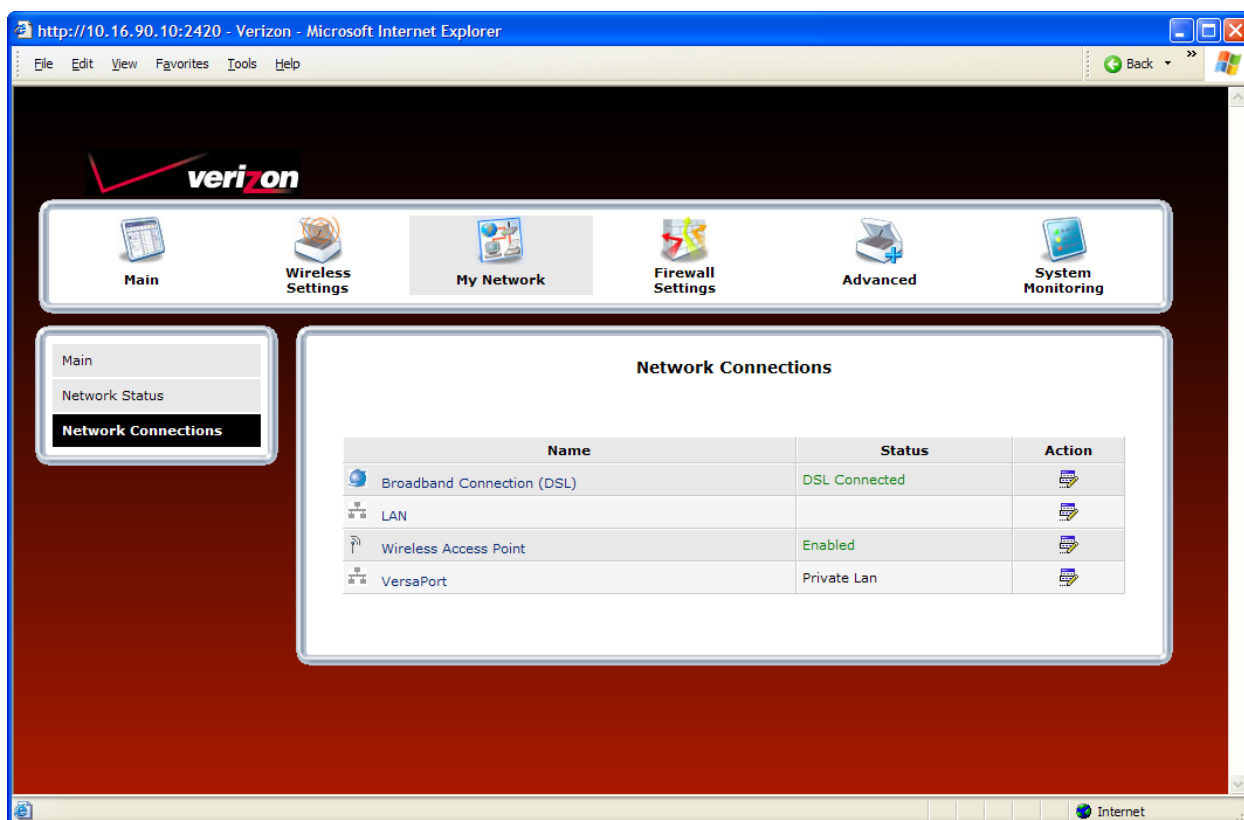 http://10.16.90.10:2420 - Verizon - Microsoft Internet Explorer
File Edit View Favorites Tools Help
Back
»
verizon
Main
Wireless Settings
My Network
Firewall Settings
Advanced
System Monitoring
Main
Network Status
Network Connections
Network Connections
Name Status Action
Broadband Connection (DSL) DSL Connected
LAN
Wireless Access Point Enabled
VersaPort Private Lan
Internet